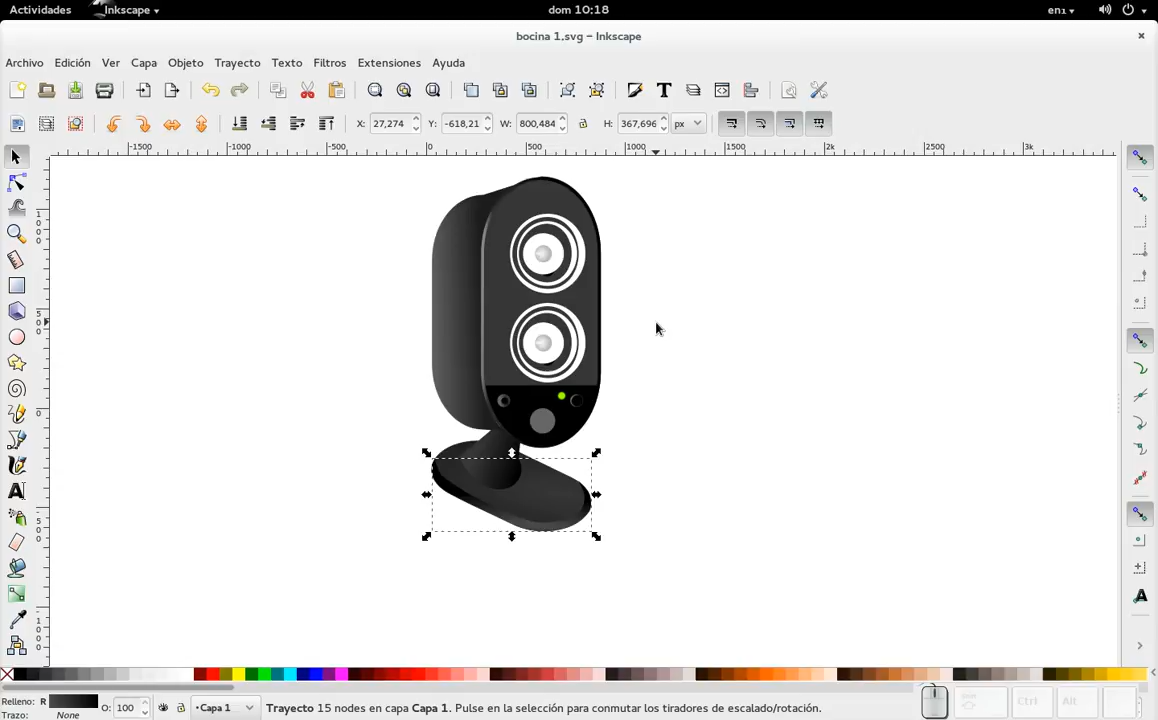 Actividades Inkscape dom 10:18 en1
bocina 1.svg - Inkscape
Archivo Edición Ver Capa Objeto Trayecto Texto Filtros Extensiones Ayuda
X: 27,274 Y: -618,21 W: 800,484 H: 367,696 px
-1500 -1000 -500 0 500 1000 1500 2k 2500 3k
Relleno: R O: 100 Capa 1 Trayecto 15 nodes en capa Capa 1. Pulse en la selección para conmutar los tiradores de escalado/rotación.
Trazo: None
Ctrl Alt